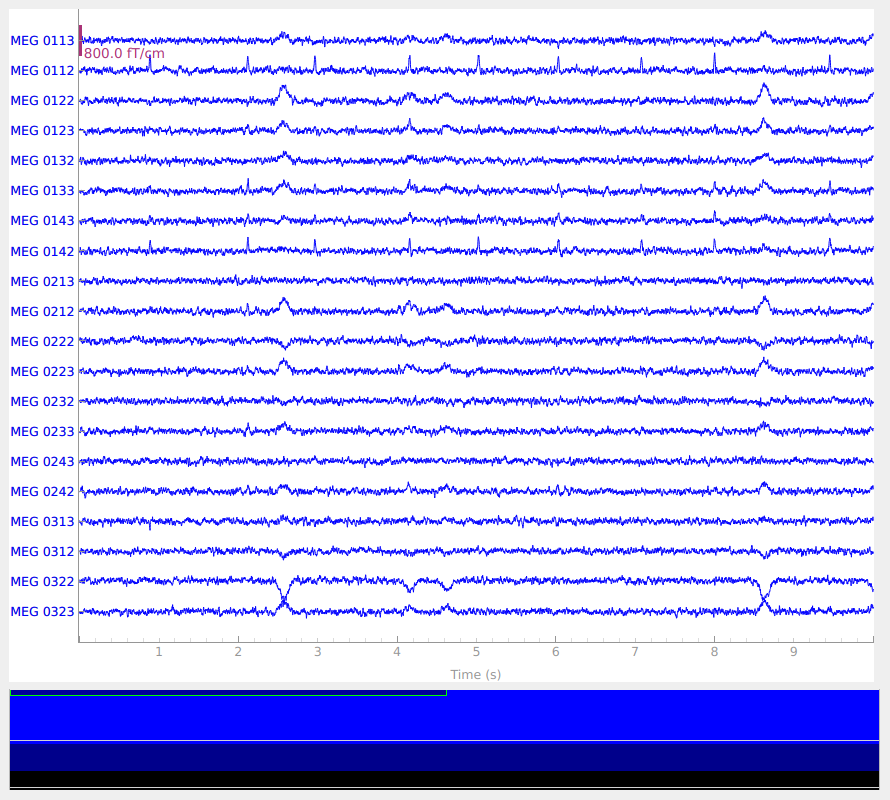 MEG 0113
800.0 fT/cm
MEG 0112
MEG 0122
MEG 0123
MEG 0132
MEG 0133
MEG 0143
MEG 0142
MEG 0213
MEG 0212
MEG 0222
MEG 0223
MEG 0232
MEG 0233
MEG 0243
MEG 0242
MEG 0313
MEG 0312
MEG 0322
MEG 0323
1 2 3 4 5 6 7 8 9
Time (s)